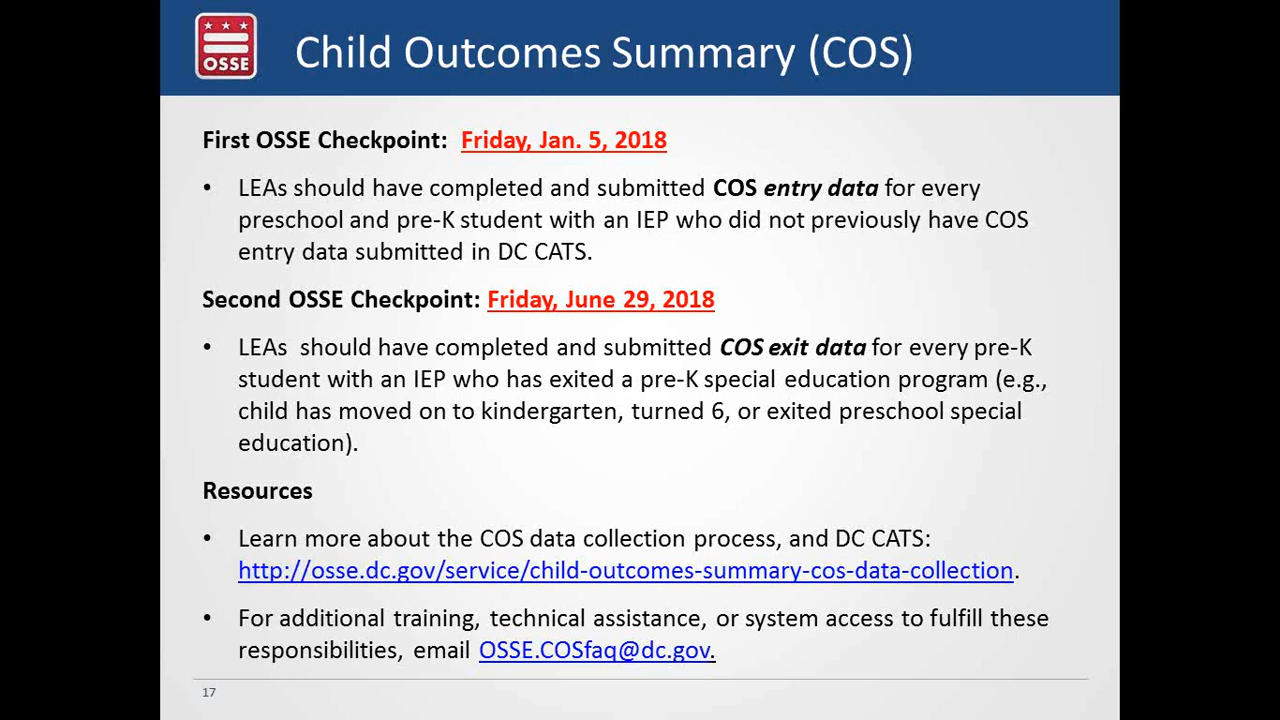 OSSE
Child Outcomes Summary (COS)
First OSSE Checkpoint: Friday, Jan. 5, 2018
• LEAs should have completed and submitted COS entry data for every
preschool and pre-K student with an IEP who did not previously have COS
entry data submitted in DC CATS.
Second OSSE Checkpoint: Friday, June 29, 2018
• LEAs should have completed and submitted COS exit data for every pre-K
student with an IEP who has exited a pre-K special education program (e.g.,
child has moved on to kindergarten, turned 6, or exited preschool special
education).
Resources
• Learn more about the COS data collection process, and DC CATS:
http://osse.dc.gov/service/child-outcomes-summary-cos-data-collection.
• For additional training, technical assistance, or system access to fulfill these
responsibilities, email OSSE.COSfaq@dc.gov.
17